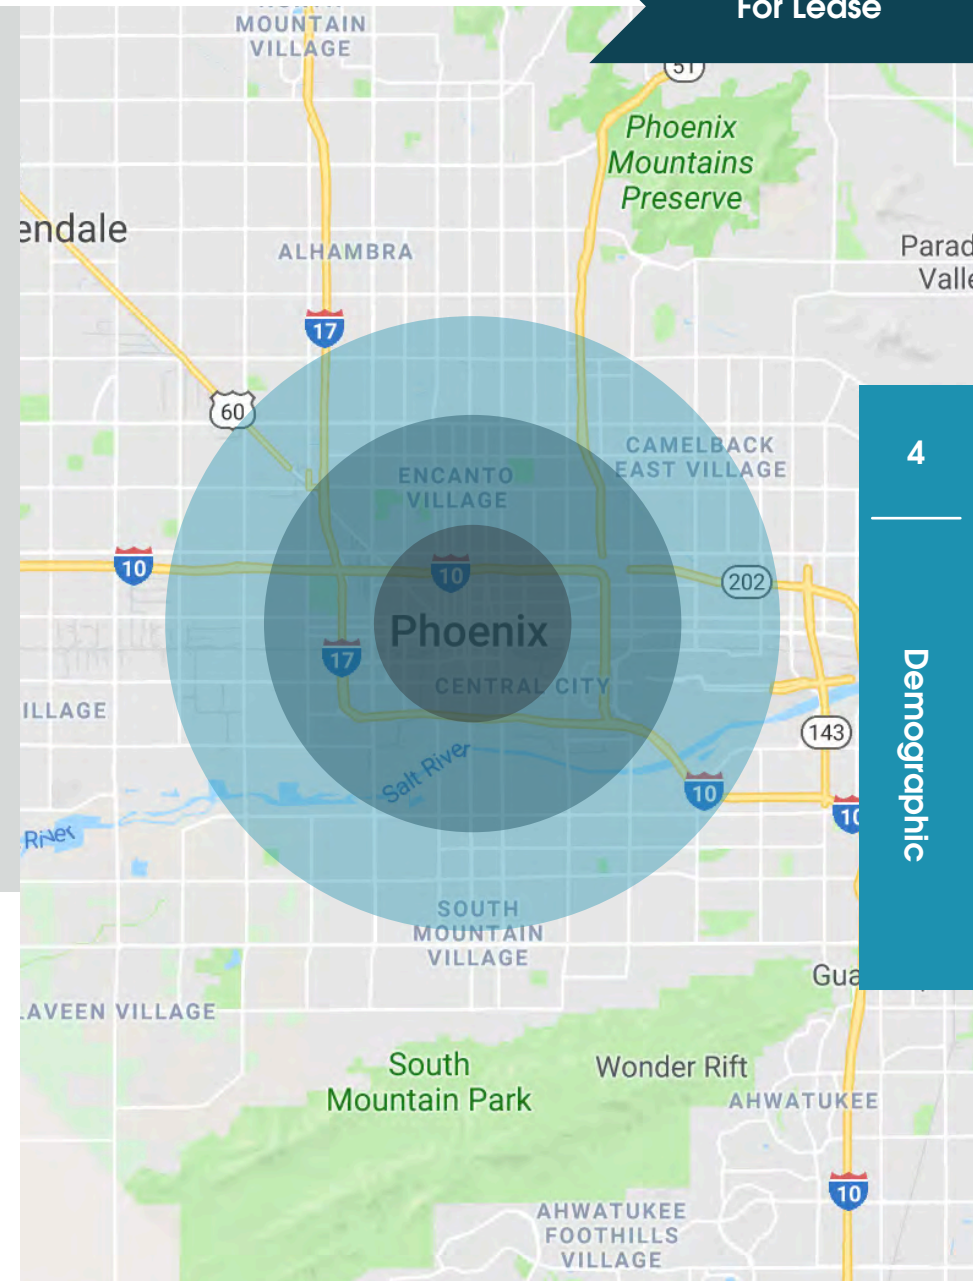 For Lease
MOUNTAIN
VILLAGE
51
Phoenix
Mountains
Preserve
endale
ALHAMBRA
Parad
Valle
17
60
CAMELBACK
EAST VILLAGE
ENCANTO
VILLAGE
4
10
10
202
Phoenix
17
CENTRAL CITY
ILLAGE
Demographic
143
Salt River
10
10
River
SOUTH
MOUNTAIN
VILLAGE
Gua
LAVEEN VILLAGE
South
Mountain Park
Wonder Rift
AHWATUKEE
10
AHWATUKEE
FOOTHILLS
VILLAGE